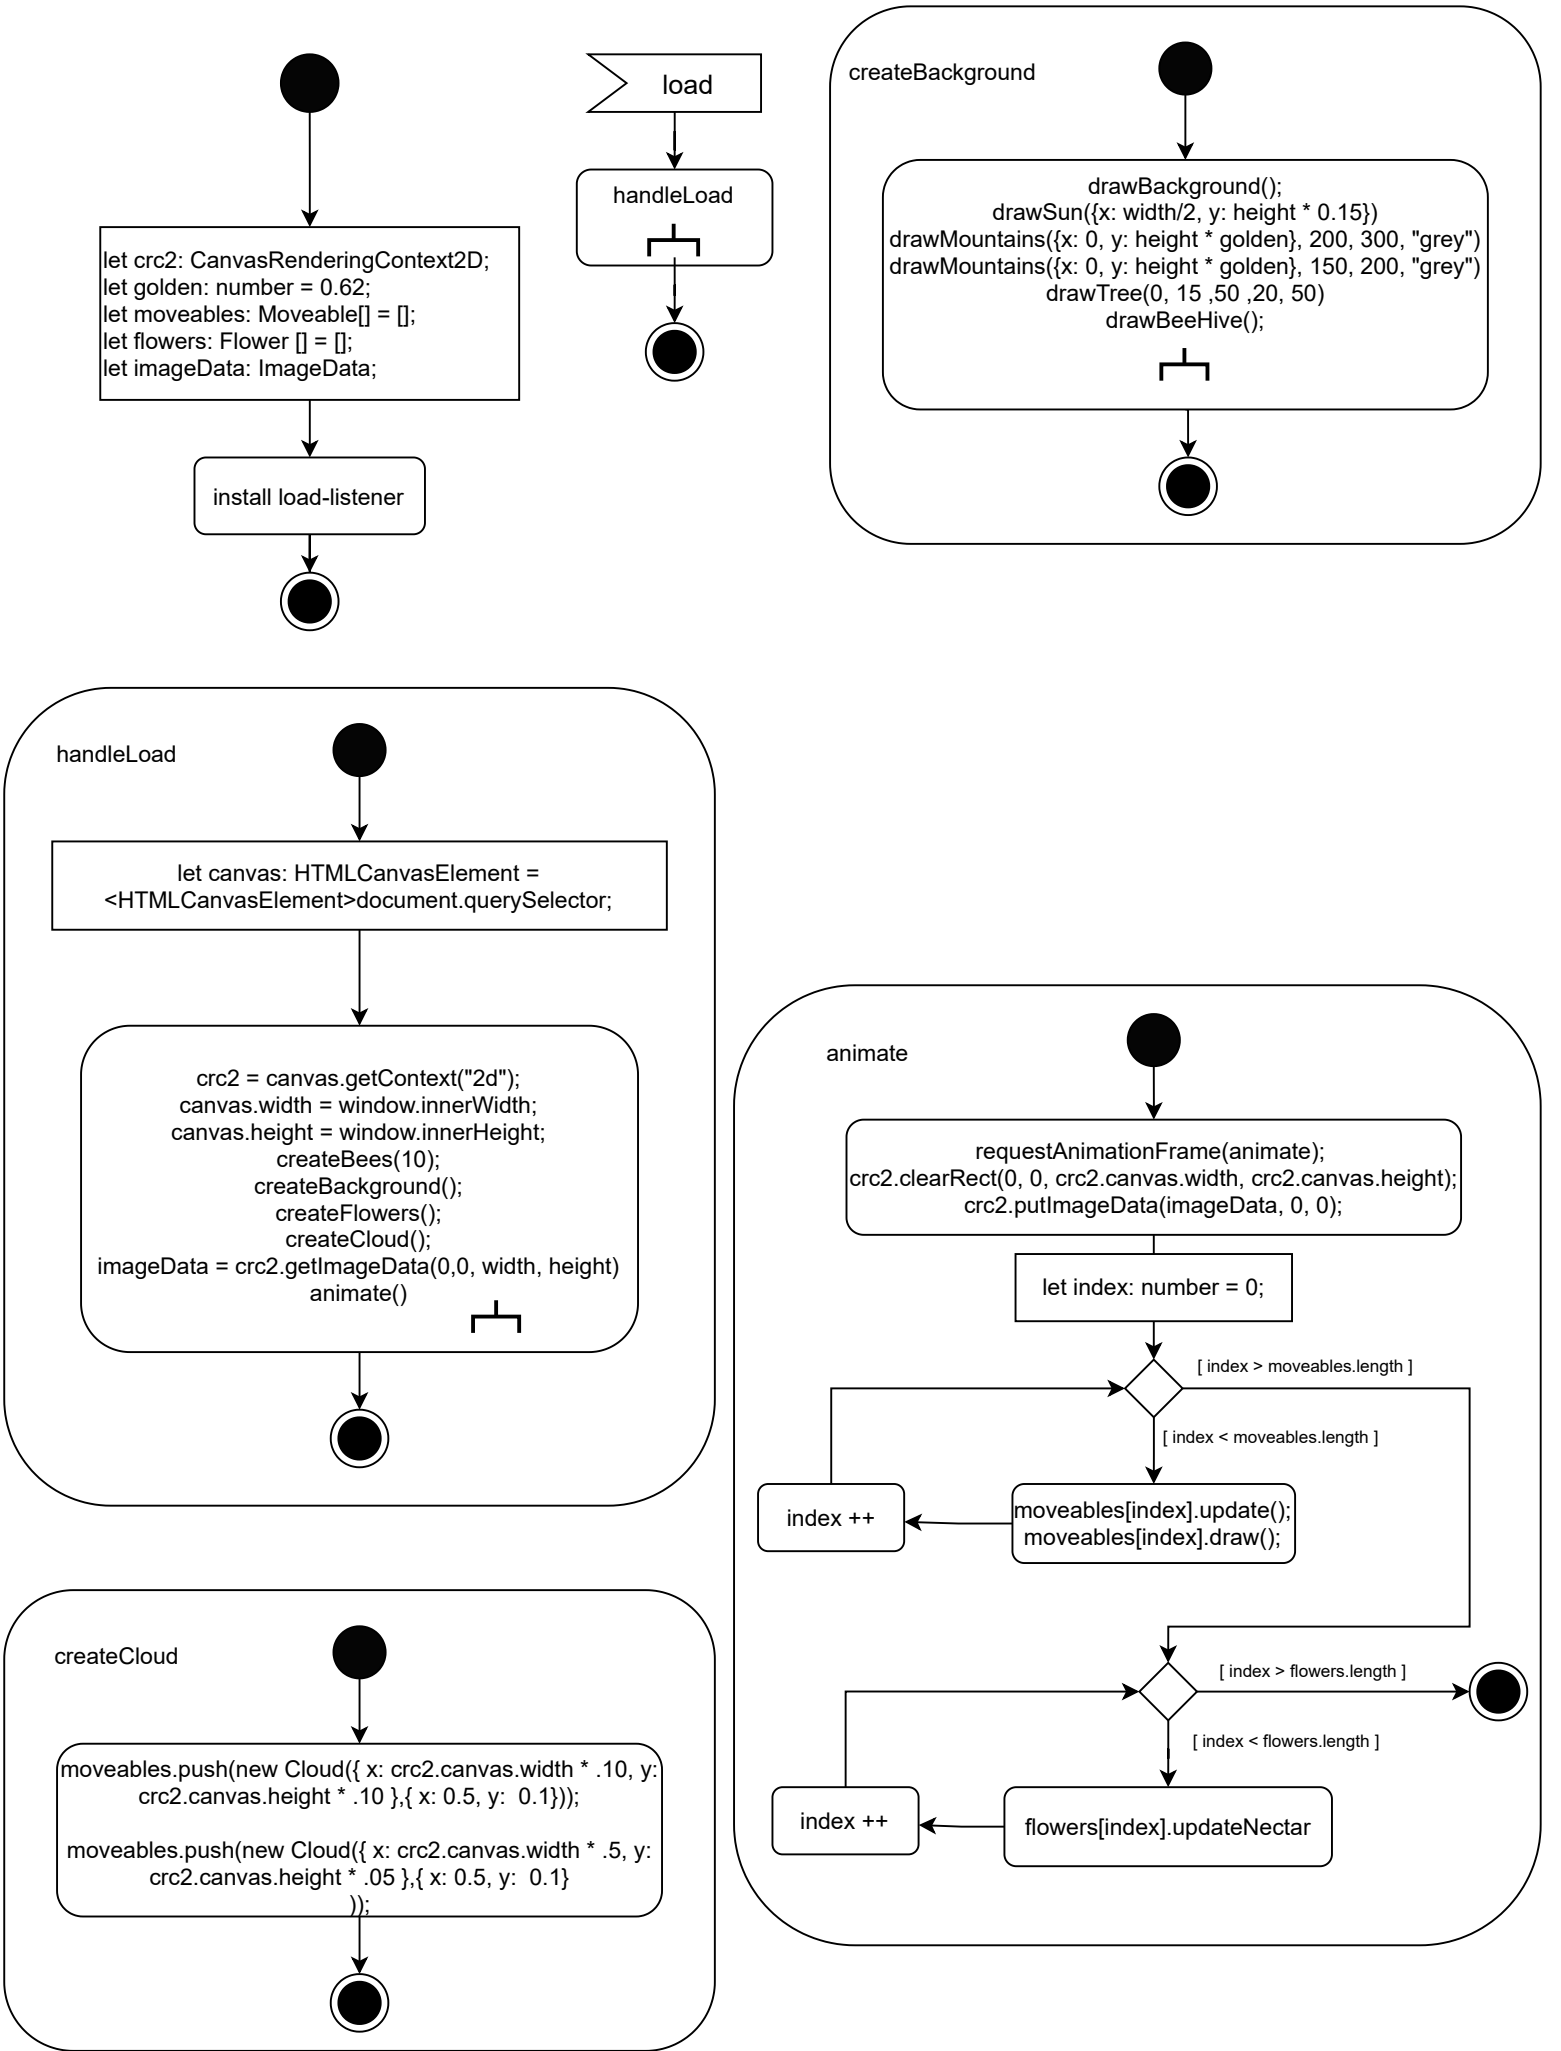 load
createBackground
handleLoad
drawBackground();
drawSun({x: width/2, y: height * 0.15})
drawMountains({x: 0, y: height * golden}, 200, 300, "grey")
drawMountains({x: 0, y: height * golden}, 150, 200, "grey")
drawTree(0, 15 ,50 ,20, 50)
drawBeeHive();
let crc2: CanvasRenderingContext2D;
let golden: number = 0.62;
let moveables: Moveable[] = [];
let flowers: Flower [] = [];
let imageData: ImageData;
install load-listener
handleLoad
let canvas: HTMLCanvasElement =
<HTMLCanvasElement>document.querySelector;
crc2 = canvas.getContext("2d");
canvas.width = window.innerWidth;
canvas.height = window.innerHeight;
createBees(10);
createBackground();
createFlowers();
createCloud();
imageData = crc2.getImageData(0,0, width, height)
animate()
animate
requestAnimationFrame(animate);
crc2.clearRect(0, 0, crc2.canvas.width, crc2.canvas.height);
crc2.putImageData(imageData, 0, 0);
let index: number = 0;
[ index > moveables.length ]
[ index < moveables.length ]
index ++
moveables[index].update();
moveables[index].draw();
[ index > flowers.length ]
[ index < flowers.length ]
index ++
flowers[index].updateNectar
createCloud
moveables.push(new Cloud({ x: crc2.canvas.width * .10, y:
crc2.canvas.height * .10 },{ x: 0.5, y:  0.1}));
moveables.push(new Cloud({ x: crc2.canvas.width * .5, y:
crc2.canvas.height * .05 },{ x: 0.5, y:  0.1}
));